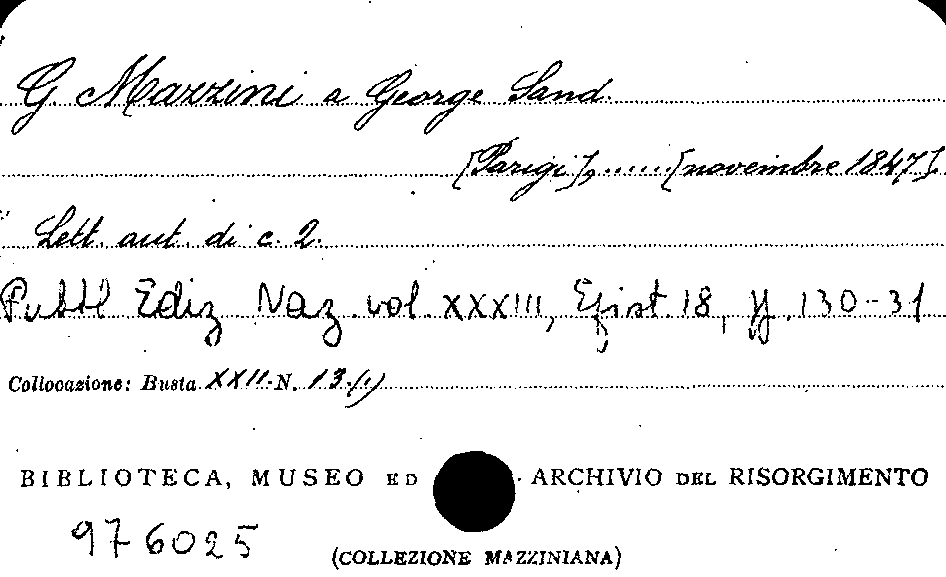 G. Mazzini a George Sand.
[Parigi], ...... [novembre 1847].
Lett. aut. di c. 2.
Pubbl Ediz Naz. vol. XXXIII, Epist. 18, pp. 130-31
Collocazione: Busta XXII N. 13 (1)
BIBLIOTECA, MUSEO ED ARCHIVIO DEL RISORGIMENTO
976025
(COLLEZIONE MAZZINIANA)